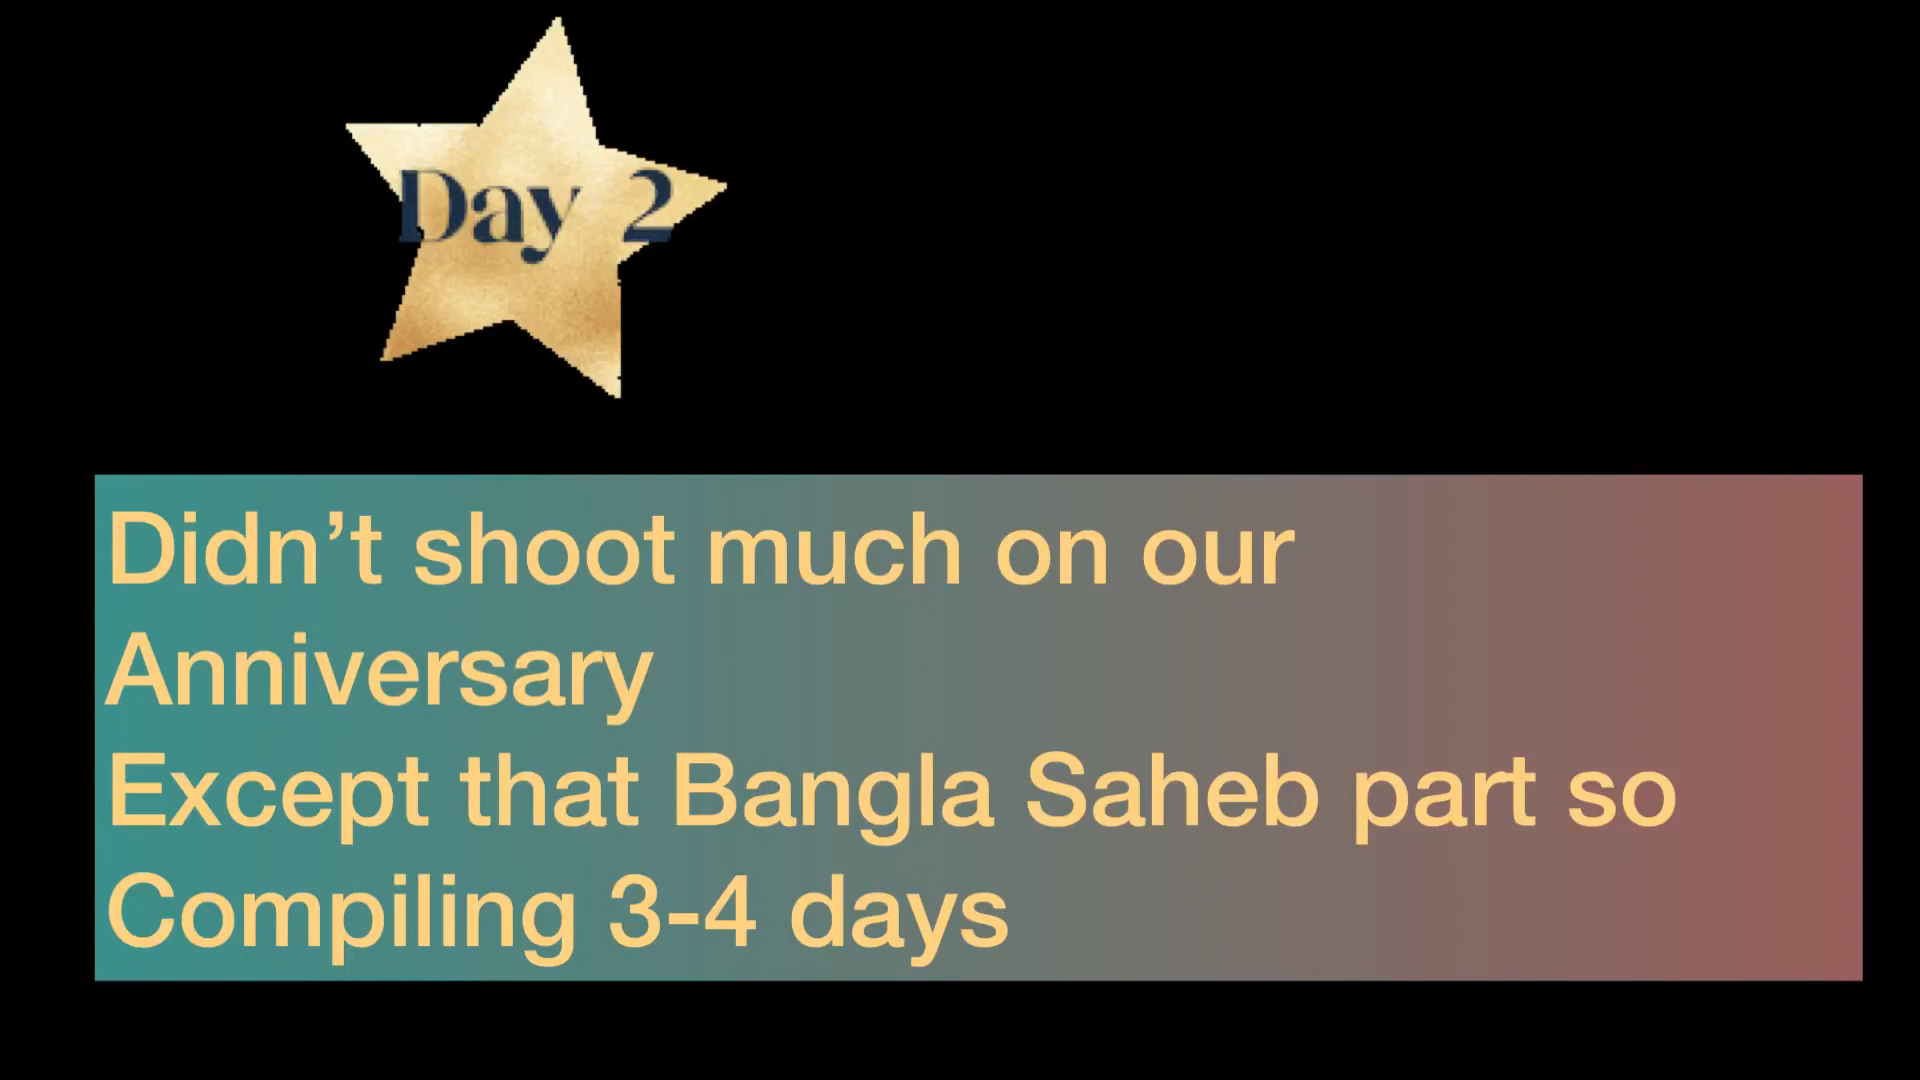 Day 2
Didn’t shoot much on our
Anniversary
Except that Bangla Saheb part so
Compiling 3-4 days